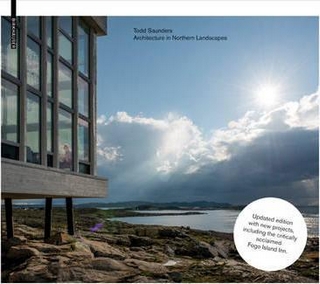 Todd Saunders
Architecture in Northern Landscapes
Updated edition
with new projects,
including the critically
acclaimed
Fogo Island Inn.